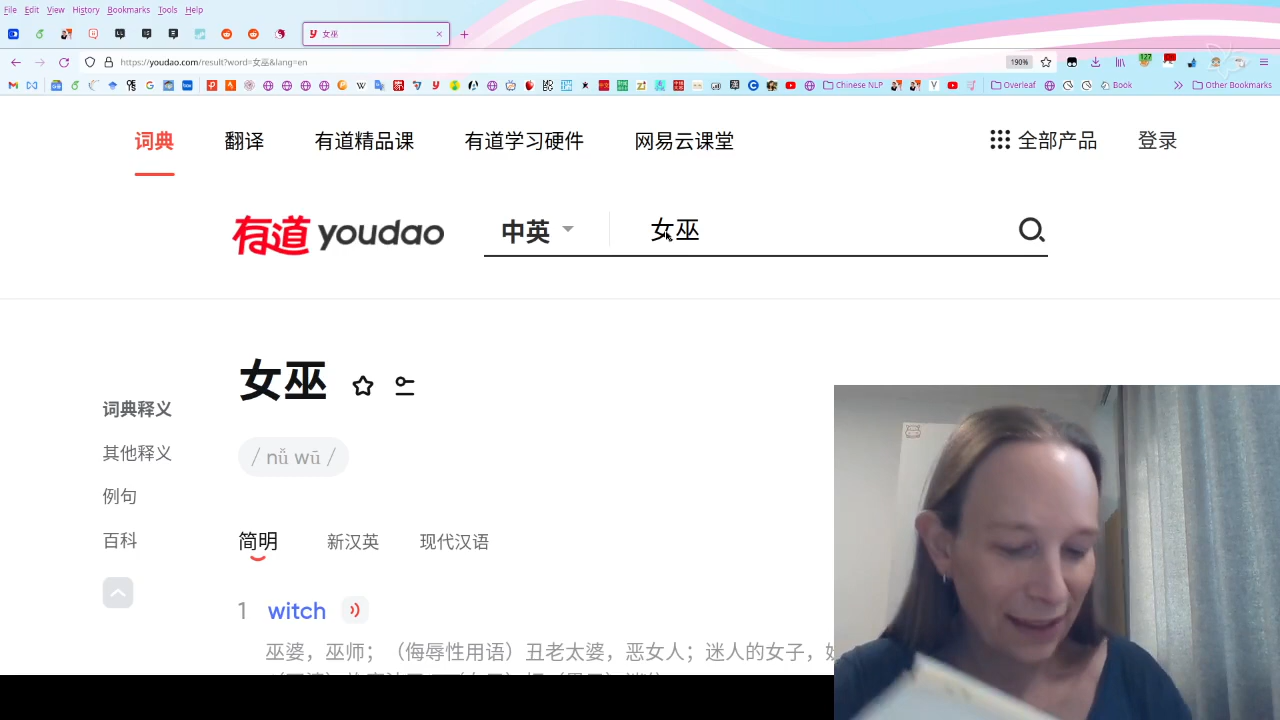 File Edit View History Bookmarks Tools Help
女巫
https://youdao.com/result?word=女巫&lang=en
190%
127
Chinese NLP
Overleaf
Book
Other Bookmarks
词典 翻译 有道精品课 有道学习硬件 网易云课堂 全部产品 登录
有道 youdao 中英 女巫
女巫
/ nǚ wū /
词典释义
其他释义
例句
百科
简明 新汉英 现代汉语
1 witch
巫婆，巫师；（侮辱性用语）丑老太婆，恶女人；迷人的女子，